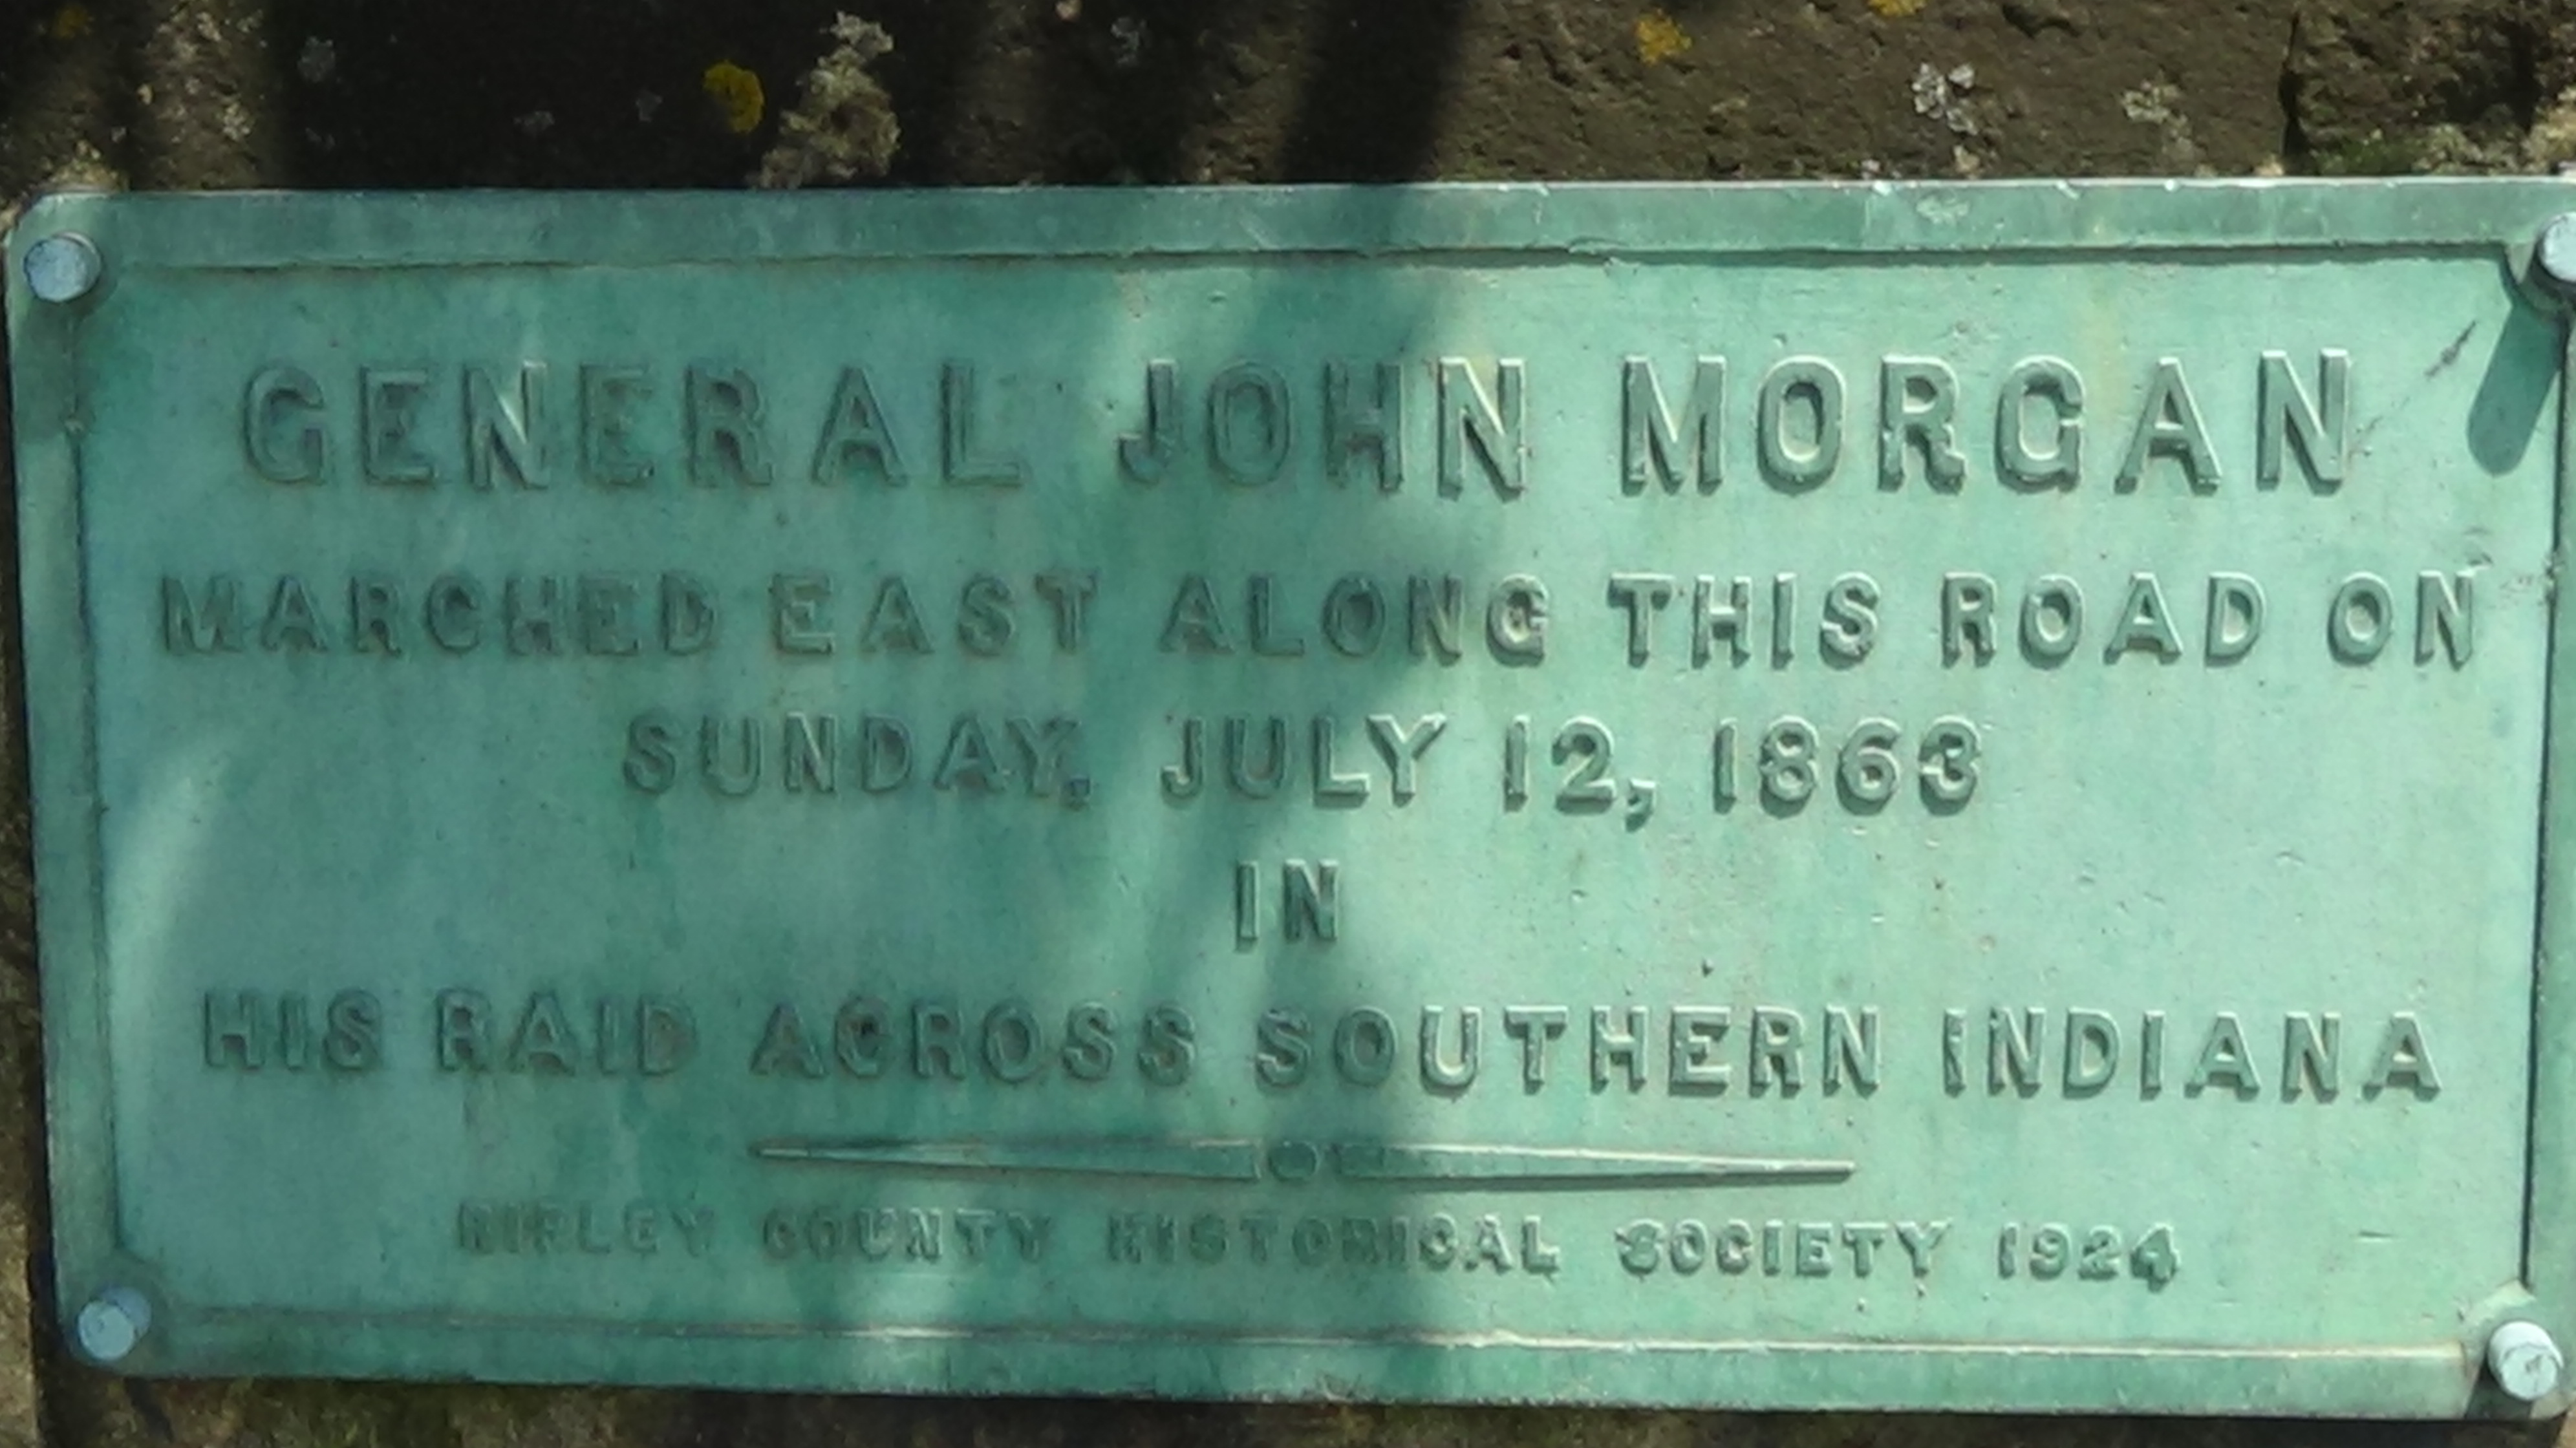 GENERAL JOHN MORGAN
MARCHED EAST ALONG THIS ROAD ON
SUNDAY, JULY 12, 1863
IN
HIS RAID ACROSS SOUTHERN INDIANA
RIPLEY COUNTY HISTORICAL SOCIETY 1924